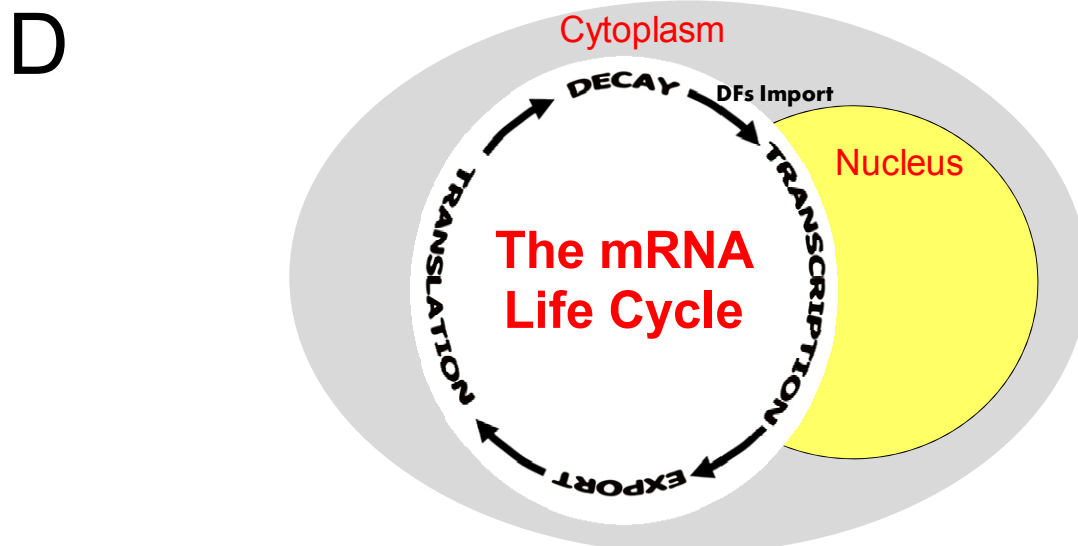 D
Cytoplasm
DECAY
DFs Import
TRANSCRIPTION
Nucleus
TRANSLATION
The mRNA
Life Cycle
EXPORT